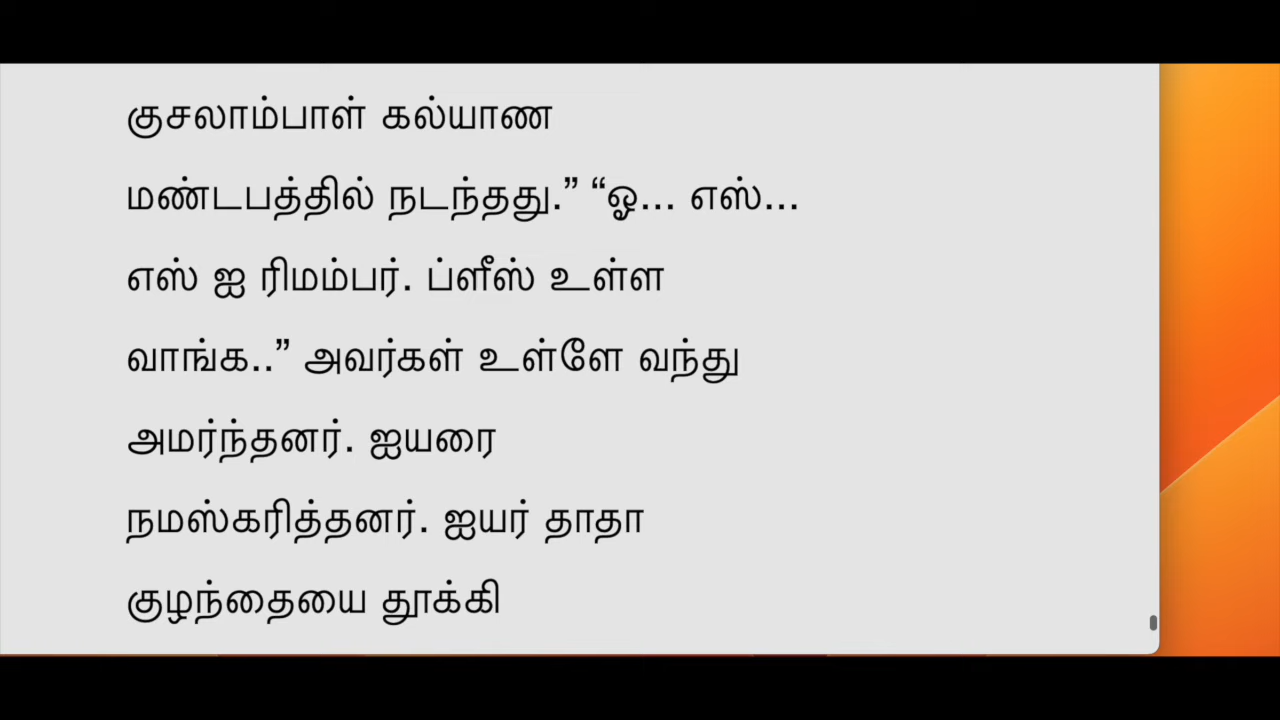 குசலாம்பாள் கல்யாண
மண்டபத்தில் நடந்தது.” “ஓ... எஸ்...
எஸ் ஐ ரிமம்பர். ப்ளீஸ் உள்ள
வாங்க..” அவர்கள் உள்ளே வந்து
அமர்ந்தனர். ஐயரை
நமஸ்கரித்தனர். ஐயர் தாதா
குழந்தையை தூக்கி